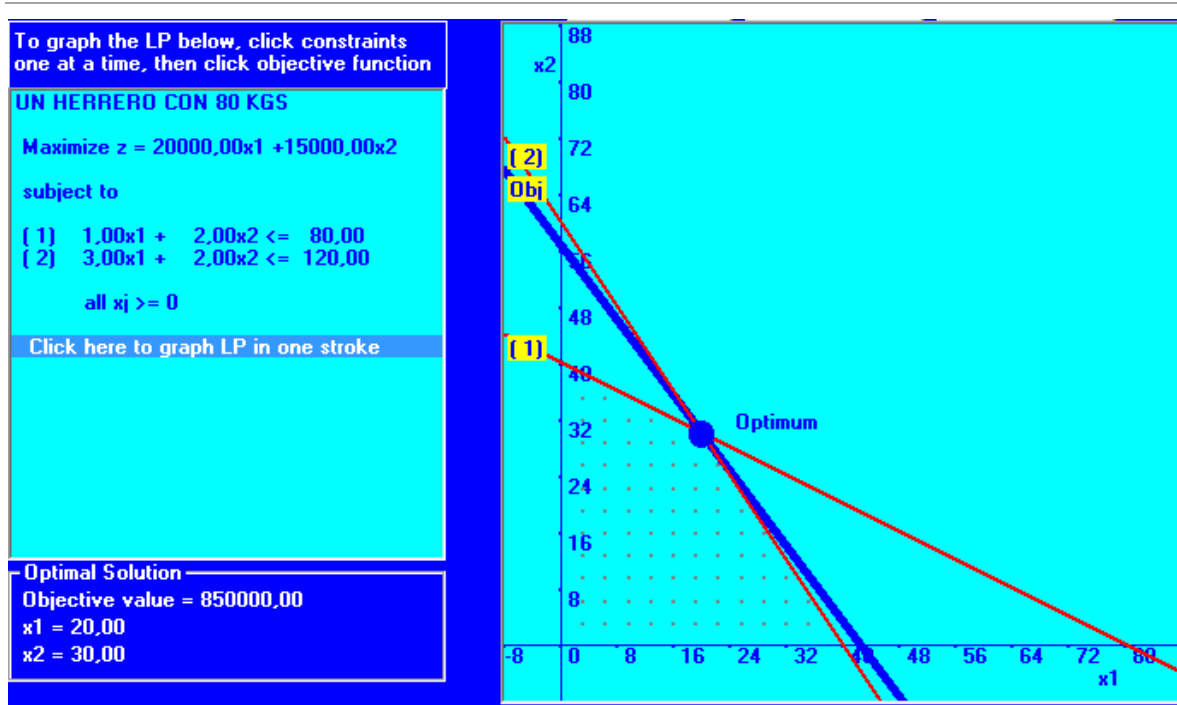 To graph the LP below, click constraints
one at a time, then click objective function
UN HERRERO CON 80 KGS
Maximize z = 20000,00x1 +15000,00x2
subject to
( 1) 1,00x1 + 2,00x2 <= 80,00
( 2) 3,00x1 + 2,00x2 <= 120,00
all xj >= 0
Click here to graph LP in one stroke
Optimal Solution
Objective value = 850000,00
x1 = 20,00
x2 = 30,00
88
x2
80
72
( 2)
Obj
64
48
( 1)
40
Optimum
32
24
16
8
-8 0 8 16 24 32 40 48 56 64 72 80
x1